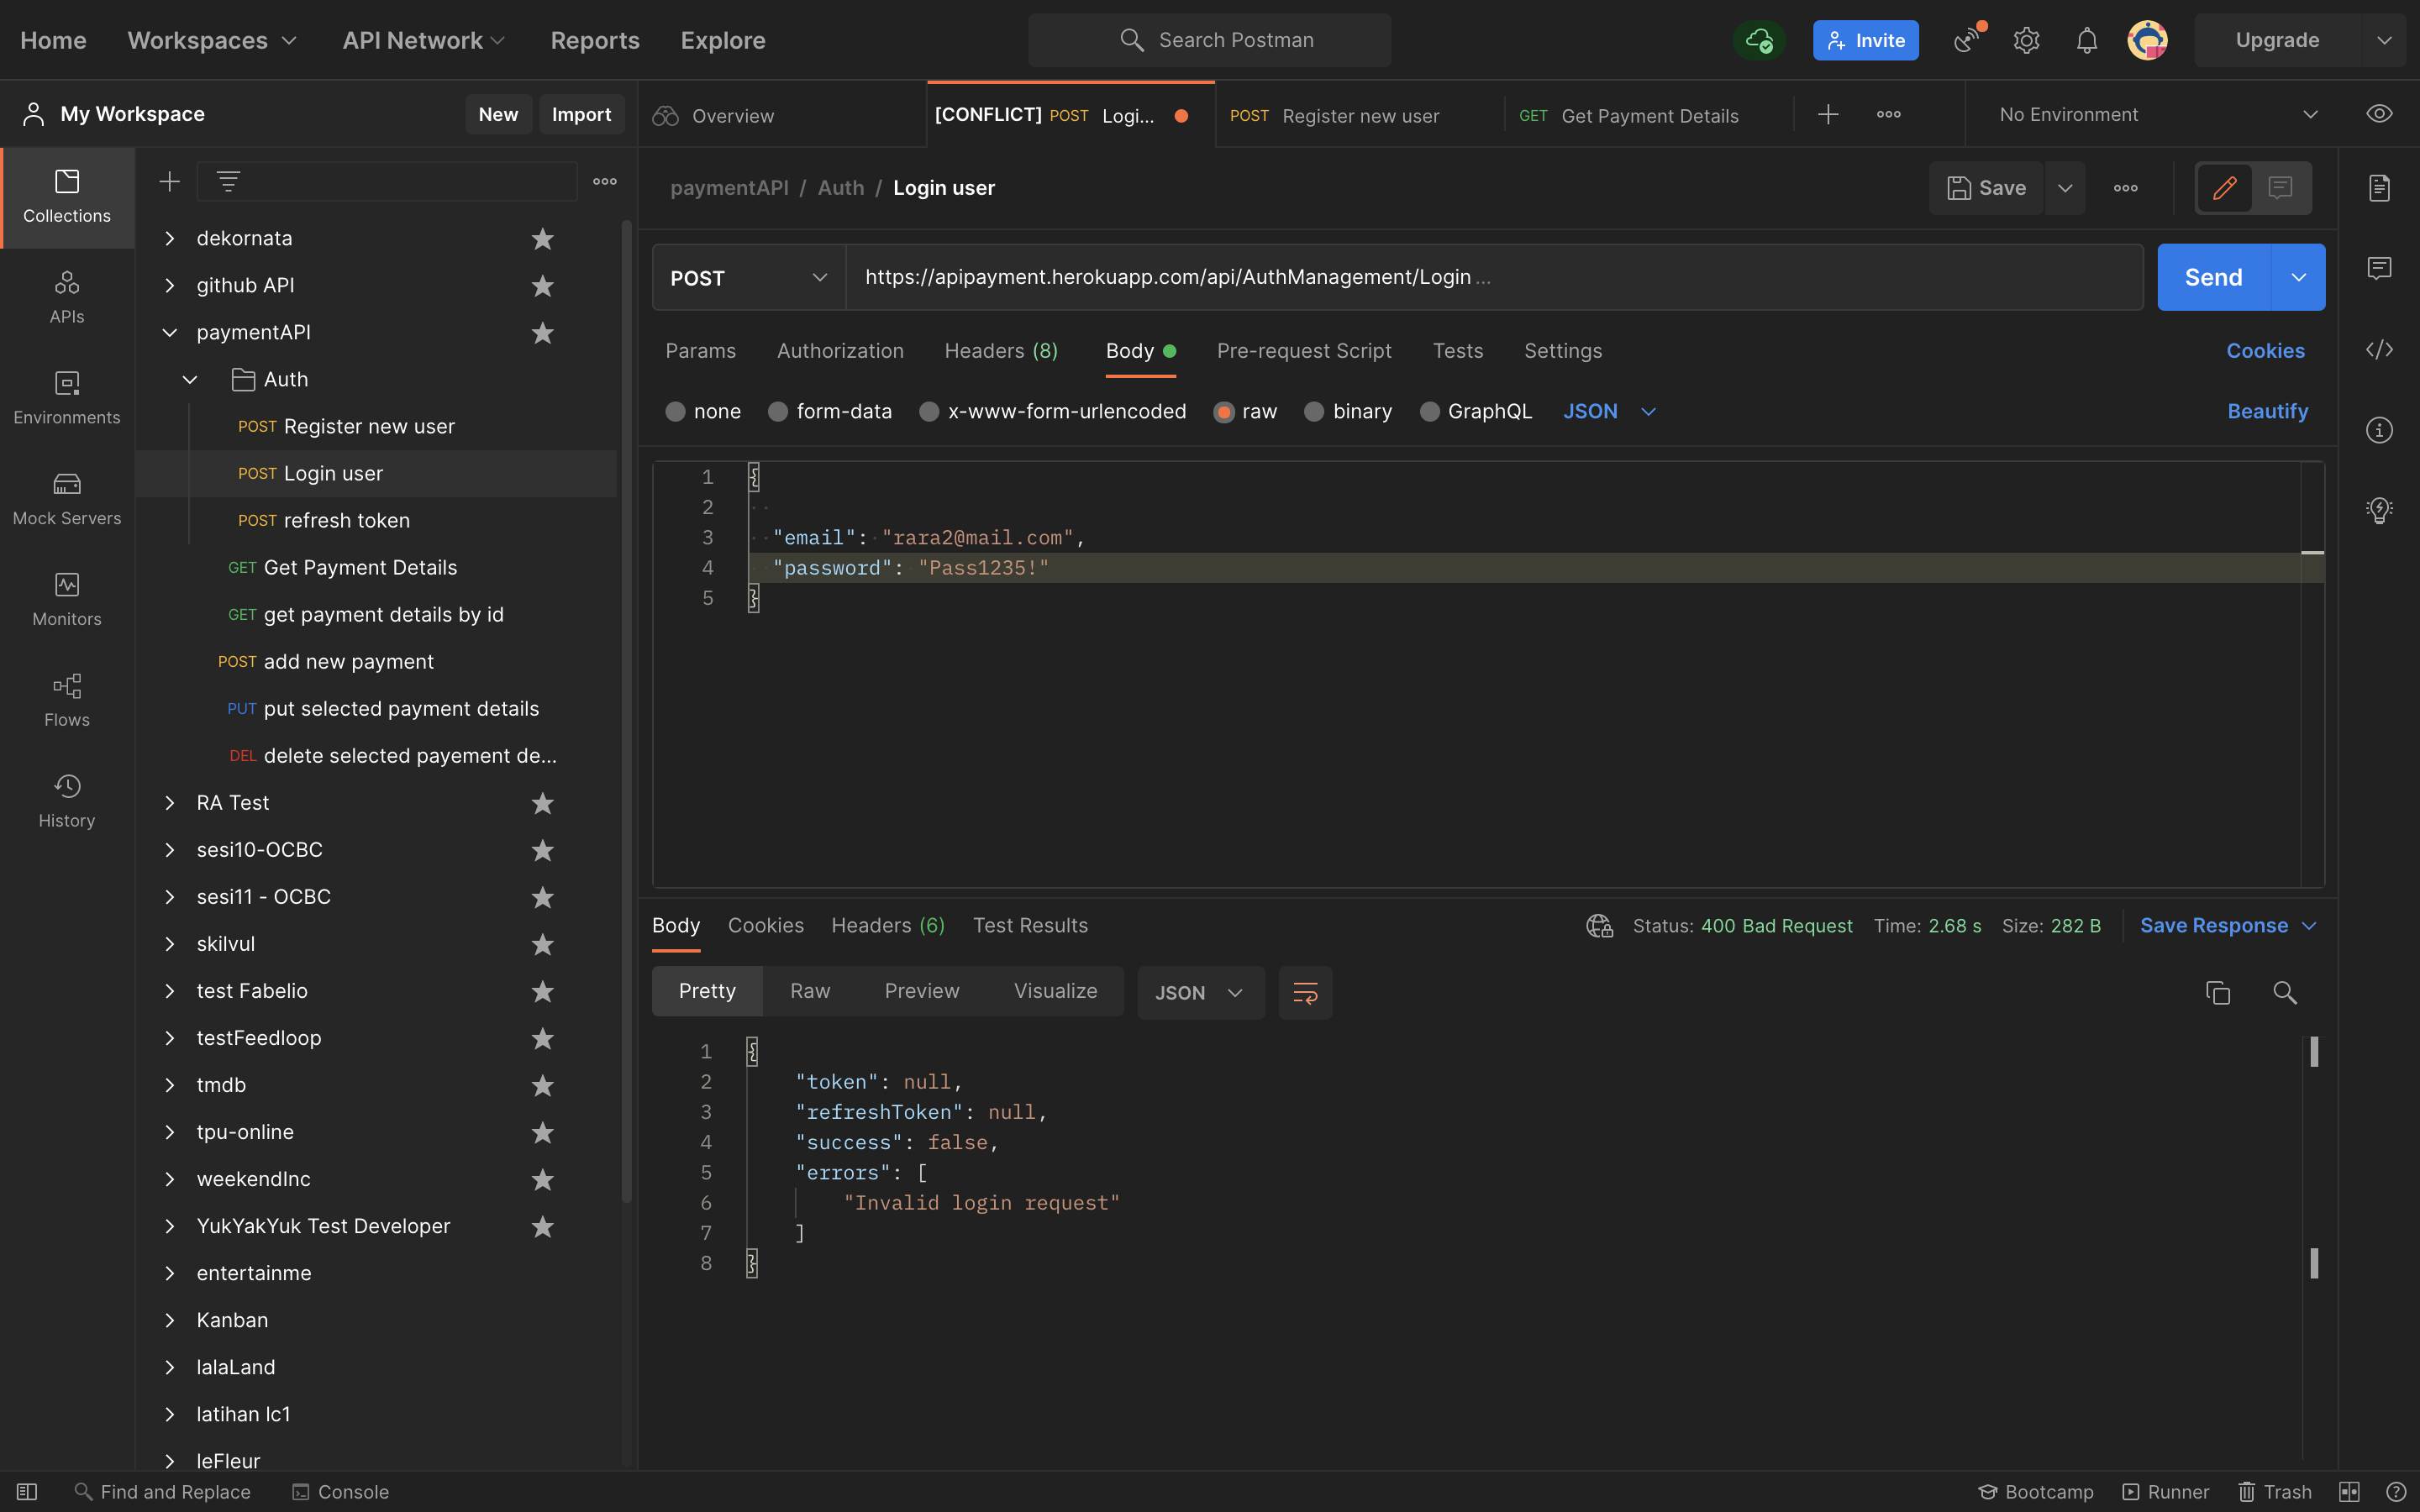 Home Workspaces API Network Reports Explore Search Postman Invite Upgrade
My Workspace New Import Overview [CONFLICT] POST Logi... POST Register new user GET Get Payment Details No Environment
Collections
APIs
Environments
Mock Servers
Monitors
Flows
History
dekornata
github API
paymentAPI
Auth
POST Register new user
POST Login user
POST refresh token
GET Get Payment Details
GET get payment details by id
POST add new payment
PUT put selected payment details
DEL delete selected payement de...
RA Test
sesi10-OCBC
sesi11 - OCBC
skilvul
test Fabelio
testFeedloop
tmdb
tpu-online
weekendInc
YukYakYuk Test Developer
entertainme
Kanban
lalaLand
latihan lc1
leFleur
paymentAPI / Auth / Login user Save
POST https://apipayment.herokuapp.com/api/AuthManagement/Login ... Send
Params Authorization Headers (8) Body Pre-request Script Tests Settings Cookies
none form-data x-www-form-urlencoded raw binary GraphQL JSON Beautify
1 {
2
3 "email": "rara2@mail.com",
4 "password": "Pass1235!"
5 }
Body Cookies Headers (6) Test Results Status: 400 Bad Request Time: 2.68 s Size: 282 B Save Response
Pretty Raw Preview Visualize JSON
1 {
2 "token": null,
3 "refreshToken": null,
4 "success": false,
5 "errors": [
6 "Invalid login request"
7 ]
8 }
Find and Replace Console Bootcamp Runner Trash